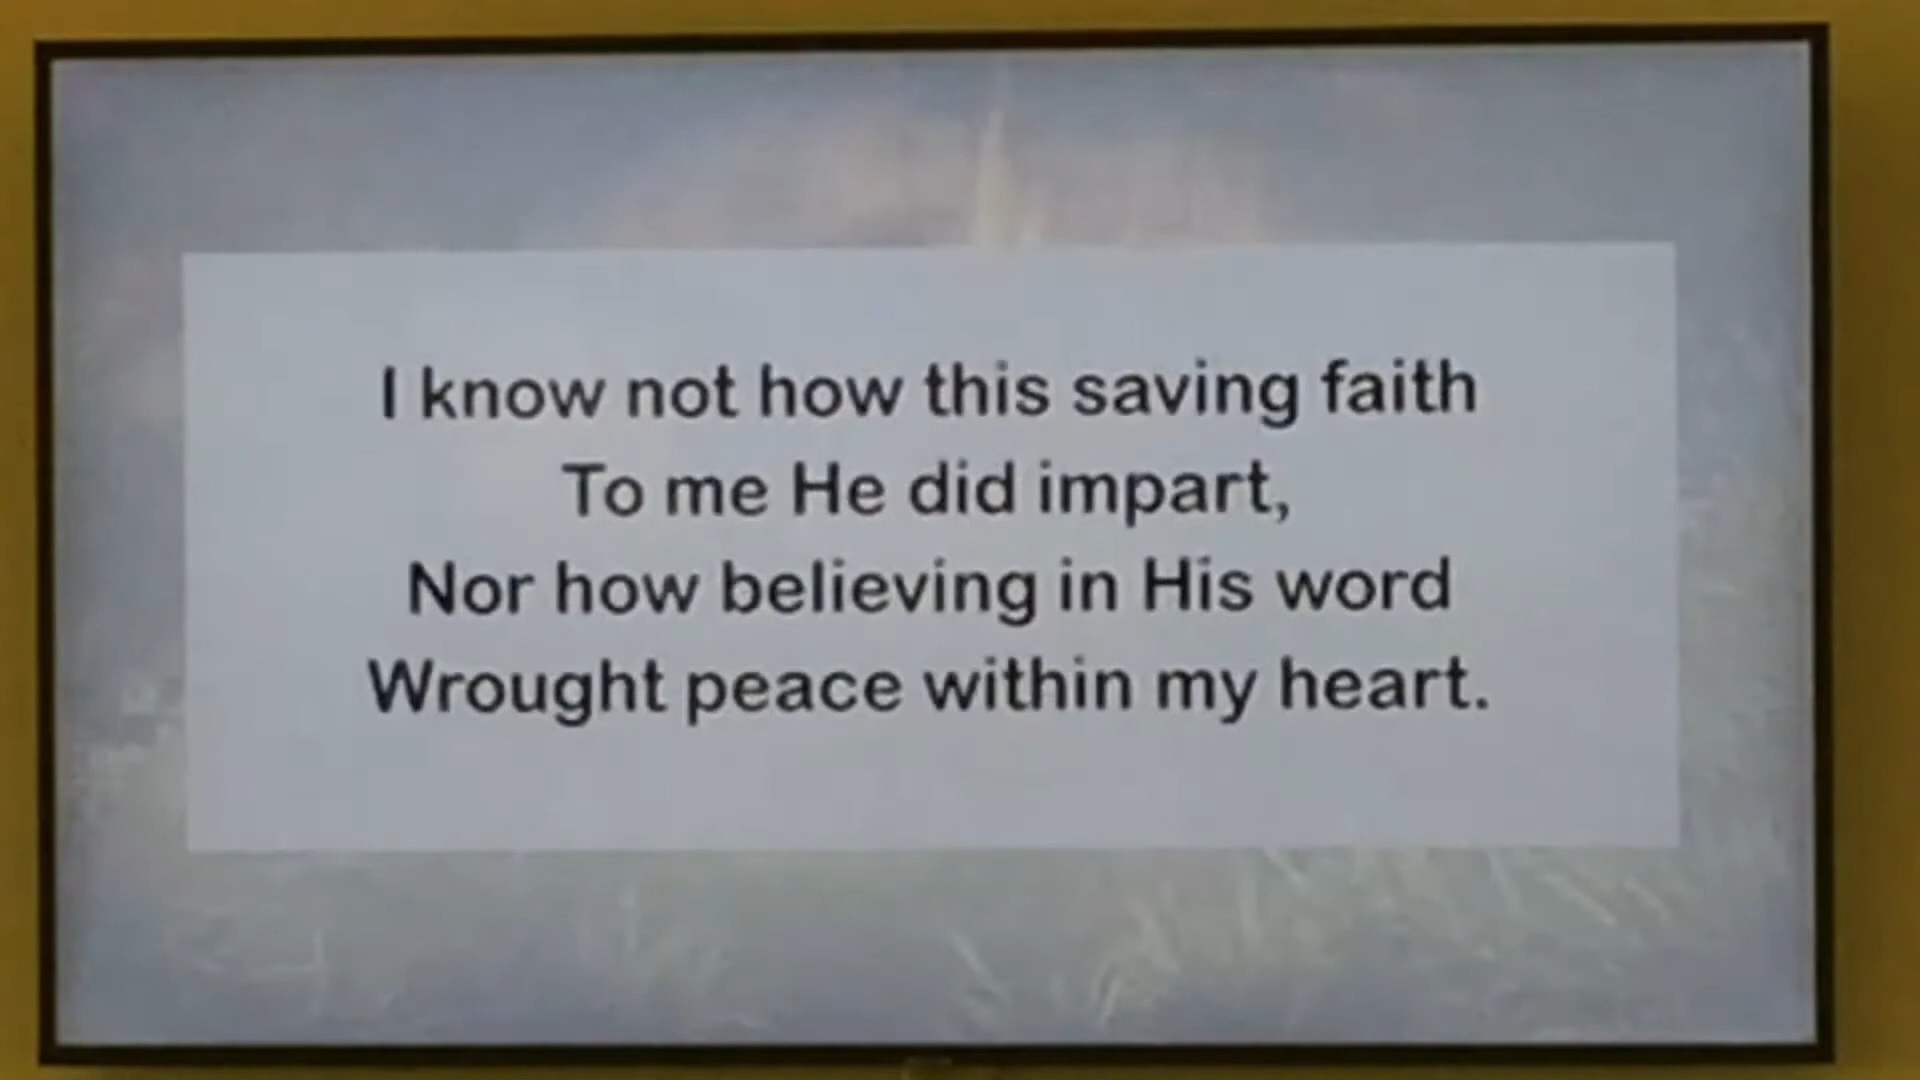 I know not how this saving faith
To me He did impart,
Nor how believing in His word
Wrought peace within my heart.